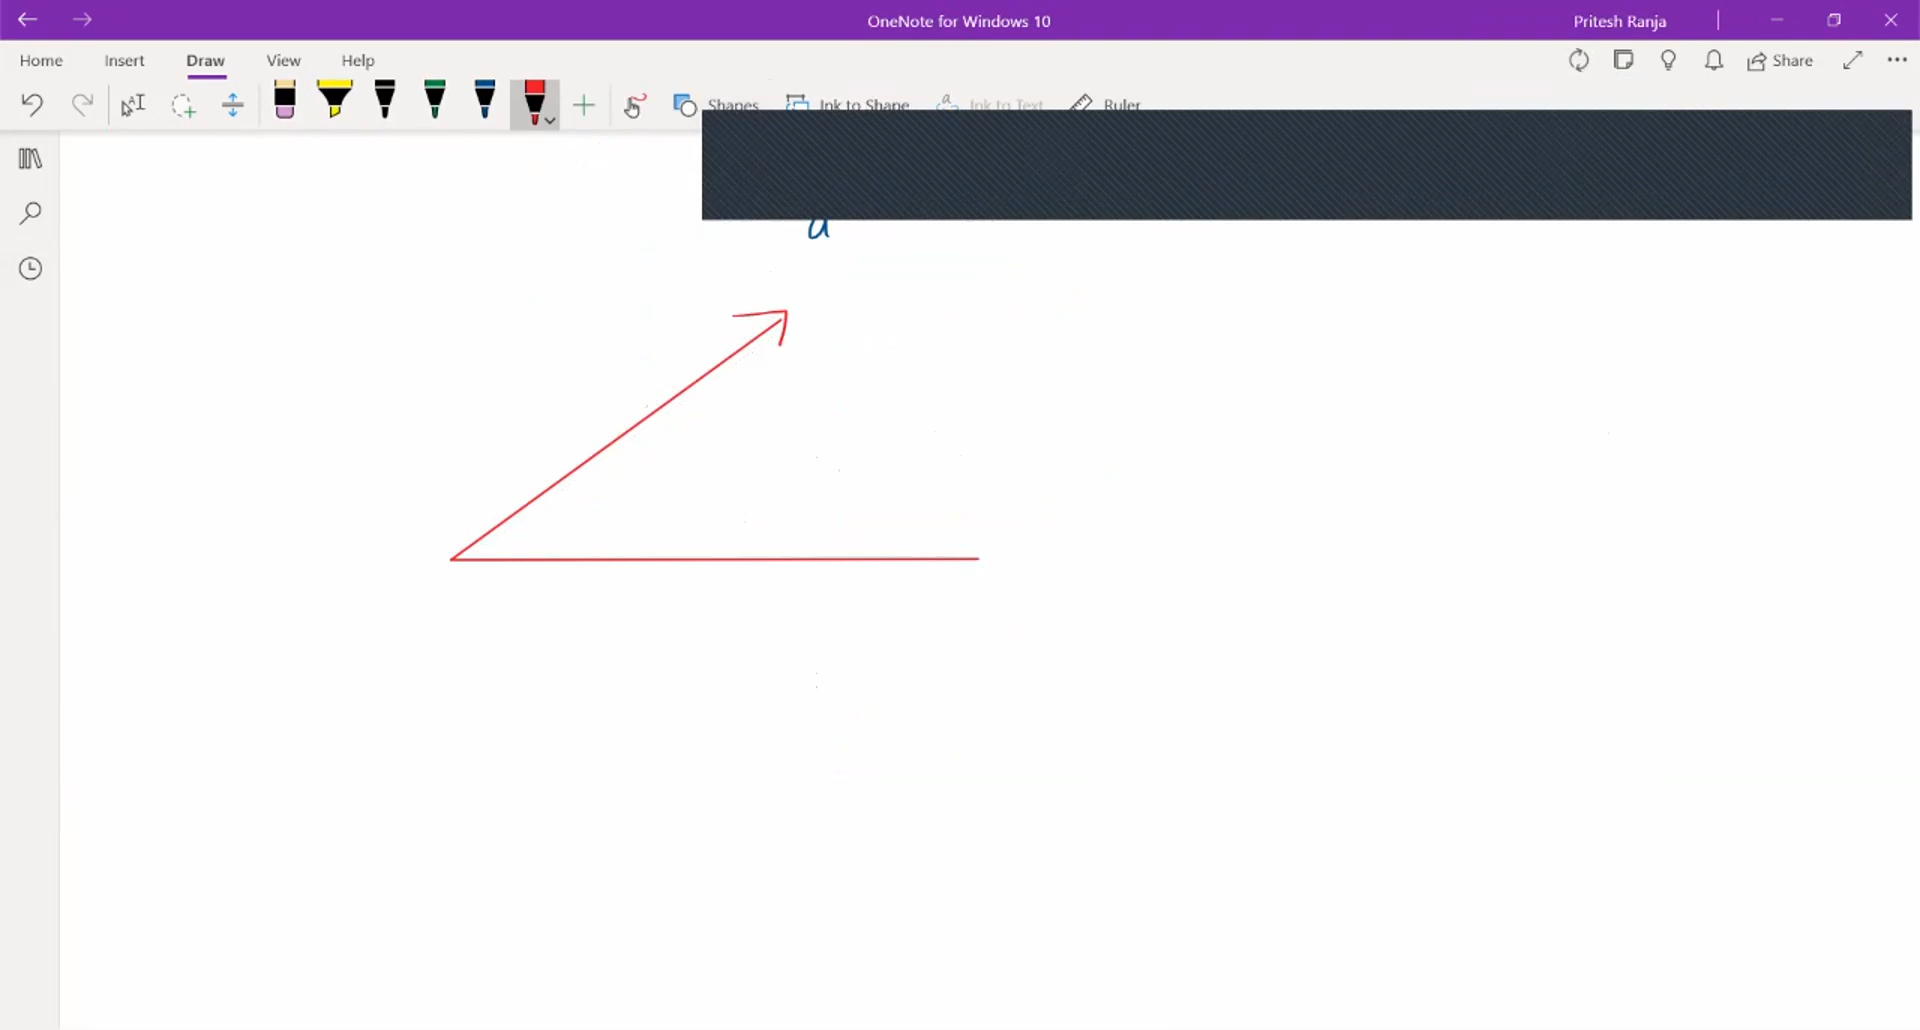 OneNote for Windows 10 Pritesh Ranja
Home Insert Draw View Help Share
Shapes Ink to Shape Ink to Text Ruler